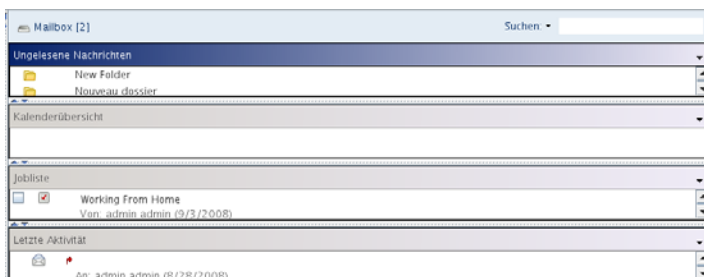 Mailbox [2] Suchen:
Ungelesene Nachrichten
New Folder
Nouveau dossier
Kalenderübersicht
Jobliste
Working From Home
Von: admin admin (9/3/2008)
Letzte Aktivität
An: admin admin (8/28/2008)